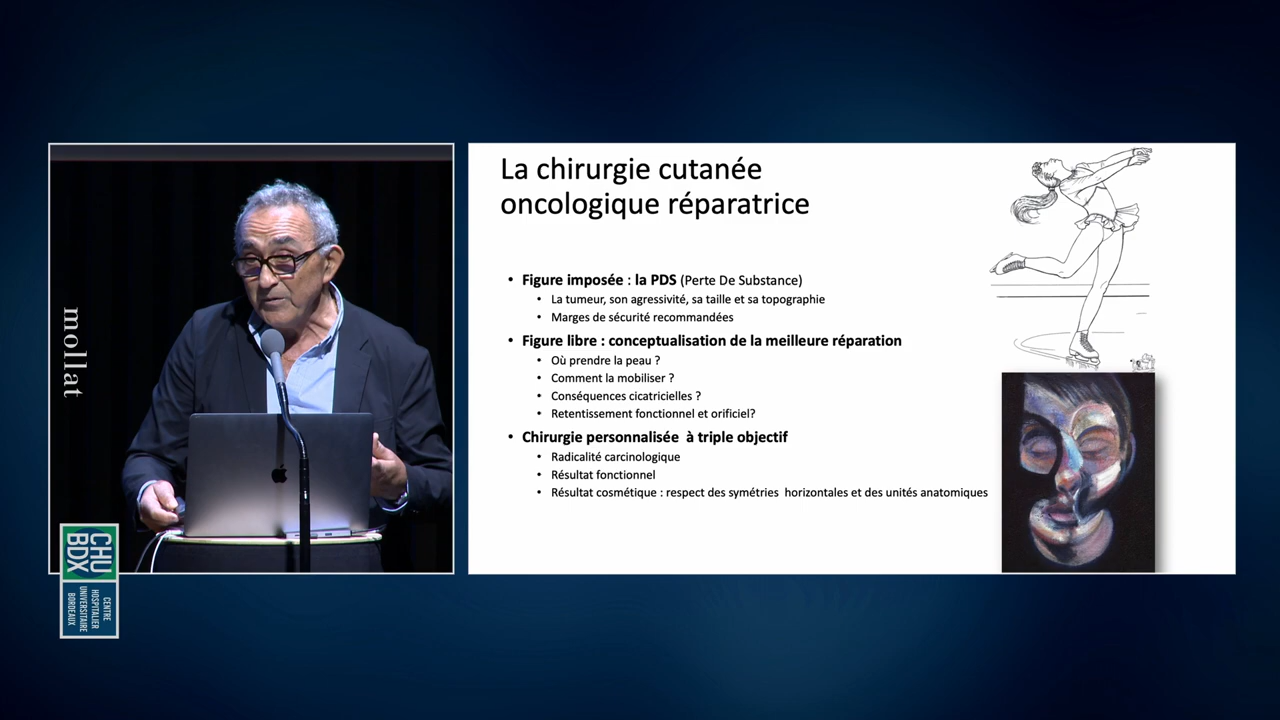 mollat
CHU
BDX
CENTRE
HOSPITALIER
UNIVERSITAIRE
BORDEAUX
La chirurgie cutanée
oncologique réparatrice
• Figure imposée : la PDS (Perte De Substance)
• La tumeur, son agressivité, sa taille et sa topographie
• Marges de sécurité recommandées
• Figure libre : conceptualisation de la meilleure réparation
• Où prendre la peau ?
• Comment la mobiliser ?
• Conséquences cicatricielles ?
• Retentissement fonctionnel et orificiel?
• Chirurgie personnalisée à triple objectif
• Radicalité carcinologique
• Résultat fonctionnel
• Résultat cosmétique : respect des symétries horizontales et des unités anatomiques